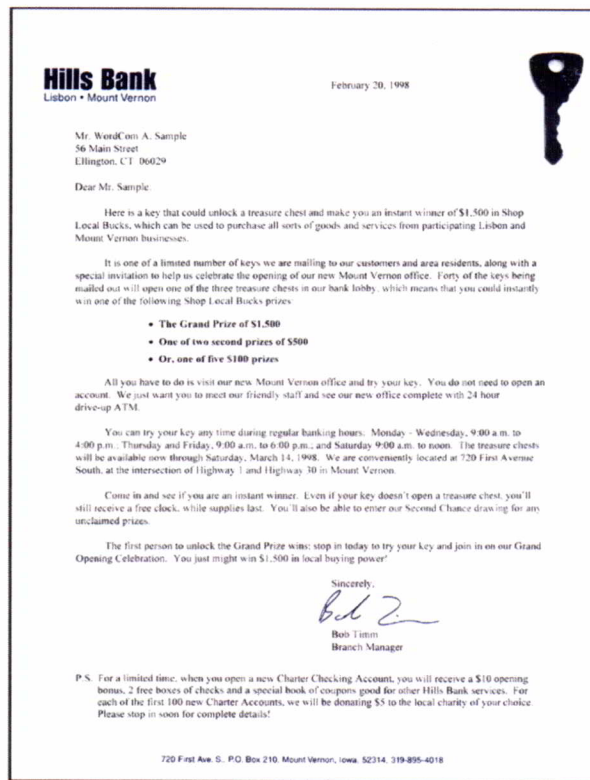 Hills Bank
Lisbon • Mount Vernon
February 20, 1998
Mr. WordCom A. Sample
56 Main Street
Ellington, CT 06029
Dear Mr. Sample.
Here is a key that could unlock a treasure chest and make you an instant winner of $1,500 in Shop
Local Bucks, which can be used to purchase all sorts of goods and services from participating Lisbon and
Mount Vernon businesses.
It is one of a limited number of keys we are mailing to our customers and area residents, along with a
special invitation to help us celebrate the opening of our new Mount Vernon office. Forty of the keys being
mailed out will open one of the three treasure chests in our bank lobby, which means that you could instantly
win one of the following Shop Local Bucks prizes:
• The Grand Prize of $1,500
• One of two second prizes of $500
• Or, one of five $100 prizes
All you have to do is visit our new Mount Vernon office and try your key. You do not need to open an
account. We just want you to meet our friendly staff and see our new office complete with 24 hour
drive-up ATM.
You can try your key any time during regular banking hours. Monday - Wednesday, 9:00 a.m. to
4:00 p.m.; Thursday and Friday, 9:00 a.m. to 6:00 p.m.; and Saturday 9:00 a.m. to noon. The treasure chests
will be available now through Saturday, March 14, 1998. We are conveniently located at 720 First Avenue
South, at the intersection of Highway 1 and Highway 30 in Mount Vernon.
Come in and see if you are an instant winner. Even if your key doesn't open a treasure chest, you'll
still receive a free clock, while supplies last. You'll also be able to enter our Second Chance drawing for any
unclaimed prizes.
The first person to unlock the Grand Prize wins; stop in today to try your key and join in on our Grand
Opening Celebration. You just might win $1,500 in local buying power!
Sincerely,
Bob Timm
Branch Manager
P.S. For a limited time, when you open a new Charter Checking Account, you will receive a $10 opening
bonus, 2 free boxes of checks and a special book of coupons good for other Hills Bank services. For
each of the first 100 new Charter Accounts, we will be donating $5 to the local charity of your choice.
Please stop in soon for complete details!
720 First Ave. S., P.O. Box 210, Mount Vernon, Iowa, 52314, 319-895-4018